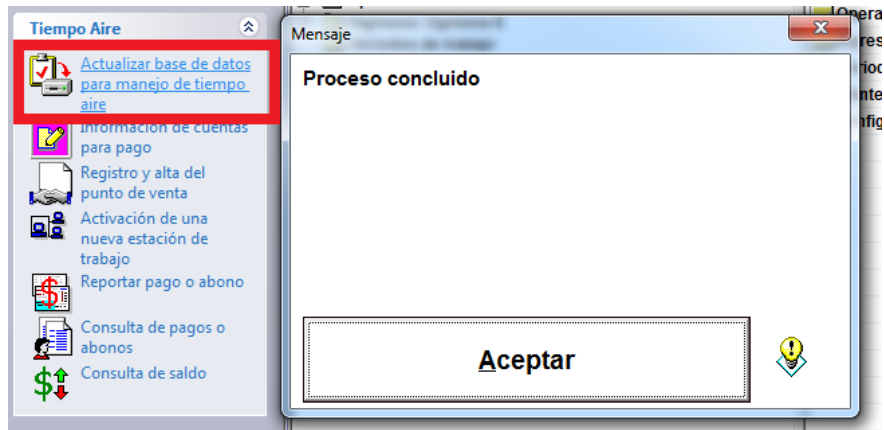 Tiempo Aire
Actualizar base de datos
para manejo de tiempo
aire
Información de cuentas
para pago
Registro y alta del
punto de venta
Activación de una
nueva estación de
trabajo
Reportar pago o abono
Consulta de pagos o
abonos
Consulta de saldo
Mensaje
Proceso concluido
Aceptar